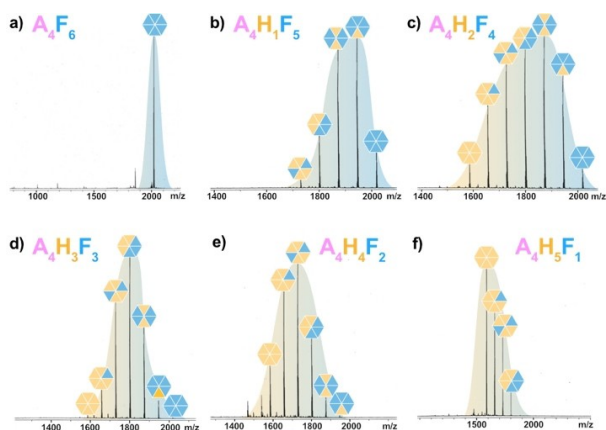 a) A4F6
b) A4H1F5
c) A4H2F4
1000 1500 2000 m/z
1400 1600 1800 2000 m/z
1400 1600 1800 2000 m/z
d) A4H3F3
e) A4H4F2
f) A4H5F1
1400 1600 1800 2000 m/z
1400 1600 1800 2000 m/z
1500 2000 m/z